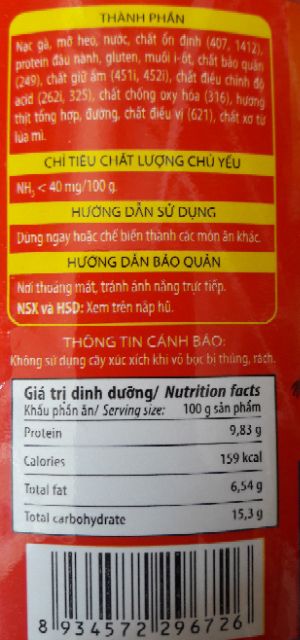 THÀNH PHẦN
Nạc gà, mỡ heo, nước, chất ổn định (407, 1412),
protein đậu nành, gluten, muối i-ốt, chất bảo quản
(249), chất giữ ẩm (451i, 452i), chất điều chỉnh độ
acid (262i, 325), chất chống oxy hóa (316), hương
thịt tổng hợp, đường, chất điều vị (621), chất xơ từ
lúa mì.
CHỈ TIÊU CHẤT LƯỢNG CHỦ YẾU
NH₃ < 40 mg/100 g.
HƯỚNG DẪN SỬ DỤNG
Dùng ngay hoặc chế biến thành các món ăn khác.
HƯỚNG DẪN BẢO QUẢN
Nơi thoáng mát, tránh ánh nắng trực tiếp.
NSX và HSD: Xem trên nắp hũ.
THÔNG TIN CẢNH BÁO:
Không sử dụng cây xúc xích khi vỏ bọc bị thủng, rách.
Giá trị dinh dưỡng/ Nutrition facts
Khẩu phần ăn/ Serving size: 100 g sản phẩm
Protein 9,83 g
Calories 159 kcal
Total fat 6,54 g
Total carbohydrate 15,3 g
8 934572 296726